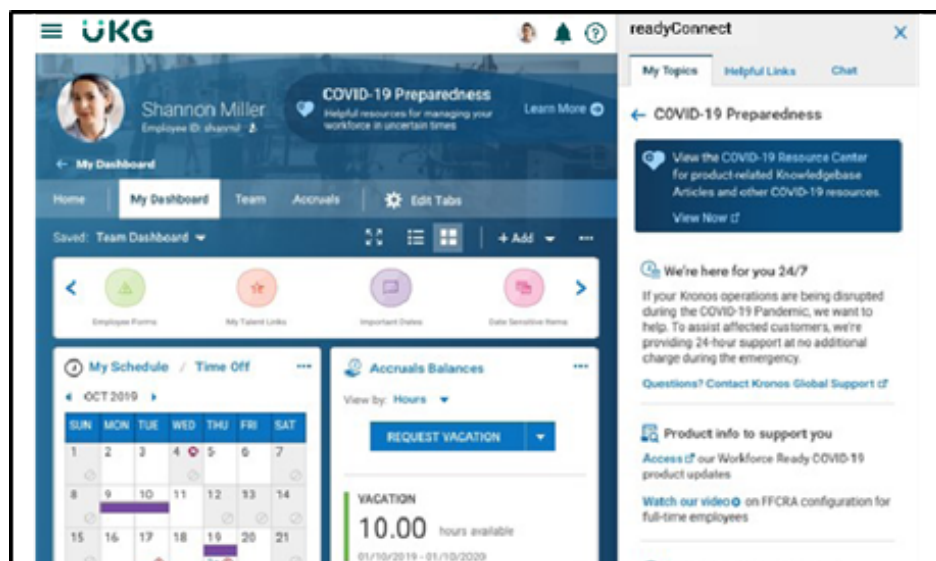 UKG
Shannon Miller
Employee ID: shanmil
COVID-19 Preparedness
Helpful resources for managing your
workforce in uncertain times
Learn More
My Dashboard
Home
My Dashboard
Team
Accruals
Edit Tabs
Saved: Team Dashboard
+ Add
Employee Forms
My Talent Links
Important Dates
Date Sensitive Items
My Schedule / Time Off
OCT 2019
SUN MON TUE WED THU FRI SAT
1 2 3 4 5 6 7
8 9 10 11 12 13 14
15 16 17 18 19 20 21
Accruals Balances
View by: Hours
REQUEST VACATION
VACATION
10.00 hours available
01/10/2019 - 01/10/2020
readyConnect
My Topics
Helpful Links
Chat
COVID-19 Preparedness
View the COVID-19 Resource Center
for product-related Knowledgebase
Articles and other COVID-19 resources.
View Now
We're here for you 24/7
If your Kronos operations are being disrupted
during the COVID-19 Pandemic, we want to
help. To assist affected customers, we're
providing 24-hour support at no additional
charge during the emergency.
Questions? Contact Kronos Global Support
Product info to support you
Access our Workforce Ready COVID-19
product updates
Watch our video on FFCRA configuration for
full-time employees